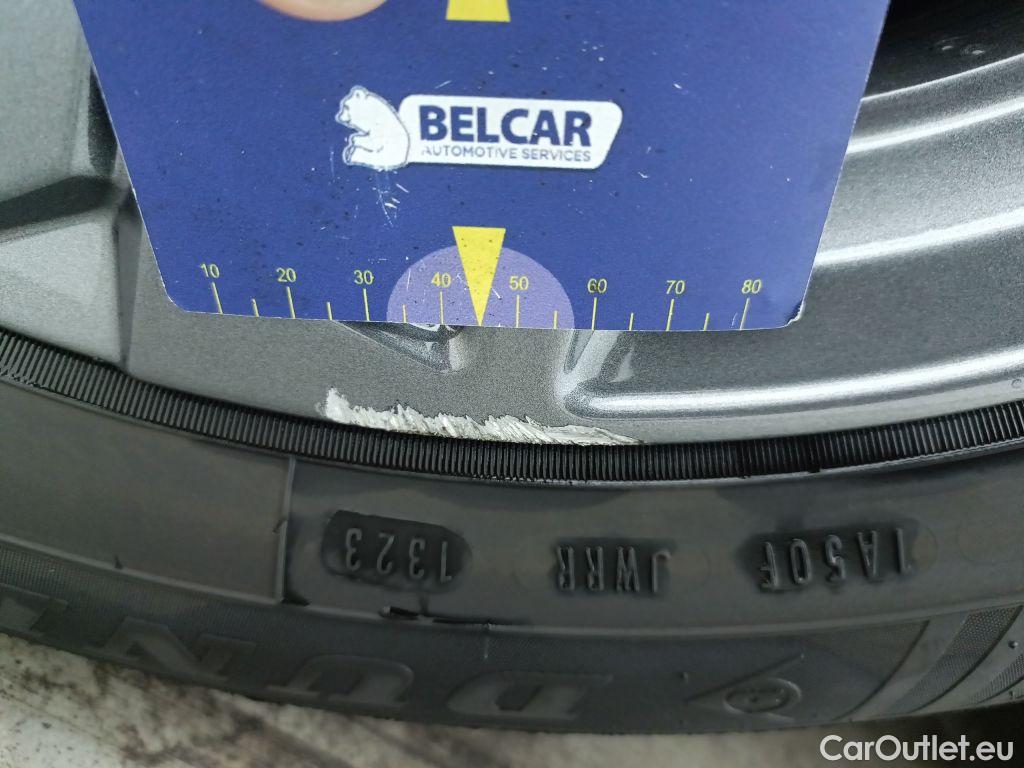 BELCAR
AUTOMOTIVE SERVICES
10 20 30 40 50 60 70 80
1A50F JWRR 1323
CarOutlet.eu